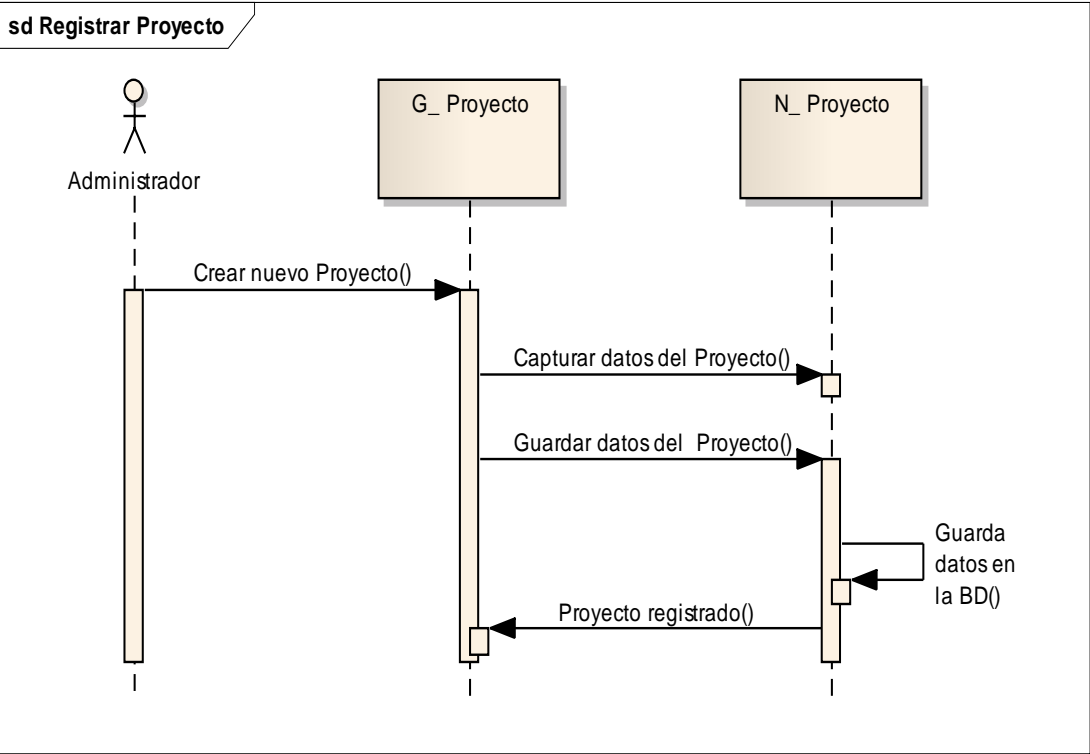 sd Registrar Proyecto
G_ Proyecto
N_ Proyecto
Administrador
Crear nuevo Proyecto()
Capturar datos del Proyecto()
Guardar datos del Proyecto()
Guarda
datos en
la BD()
Proyecto registrado()